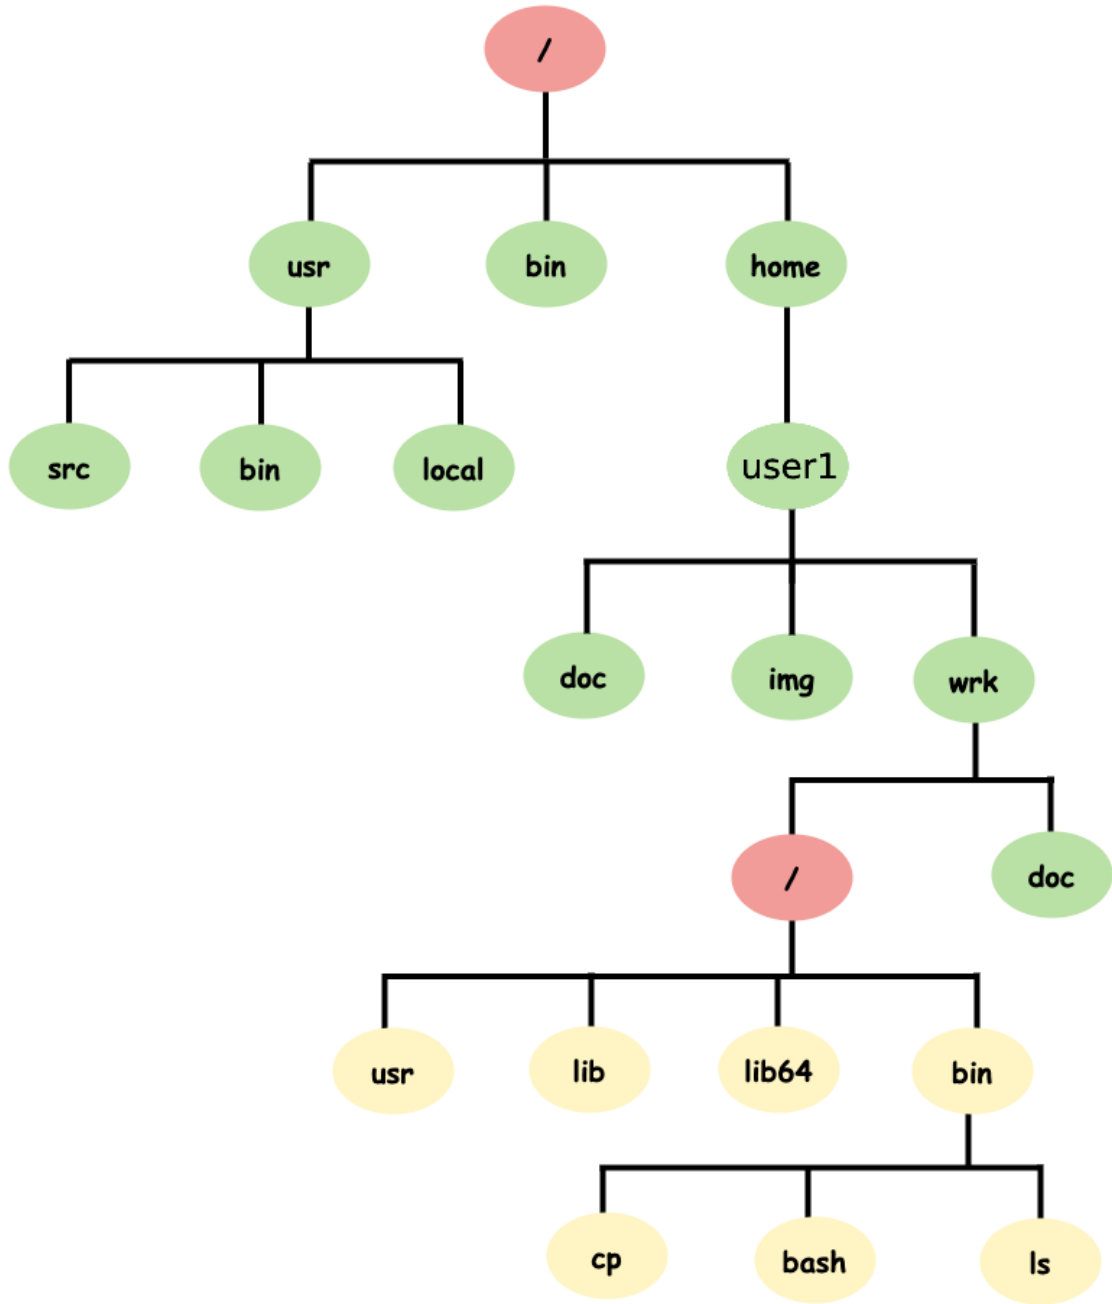 /
usr
bin
home
src
bin
local
user1
doc
img
wrk
/
doc
usr
lib
lib64
bin
cp
bash
ls